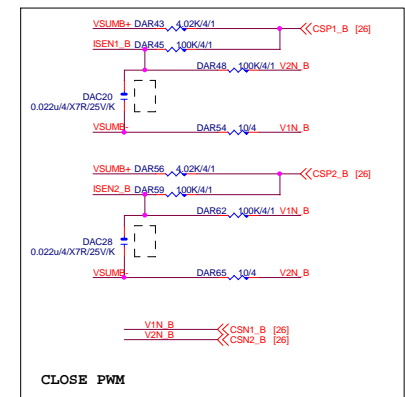 VSUMB+ DAR43 4.02K/4/1 CSP1_B [26]
ISEN1_B DAR45 100K/4/1
DAR48 100K/4/1 V2N_B
DAC20
0.022u/4/X7R/25V/K
VSUMB- DAR54 10/4 V1N_B
VSUMB+ DAR56 4.02K/4/1 CSP2_B [26]
ISEN2_B DAR59 100K/4/1
DAR62 100K/4/1 V1N_B
DAC28
0.022u/4/X7R/25V/K
VSUMB- DAR65 10/4 V2N_B
V1N_B CSN1_B [26]
V2N_B CSN2_B [26]
CLOSE PWM